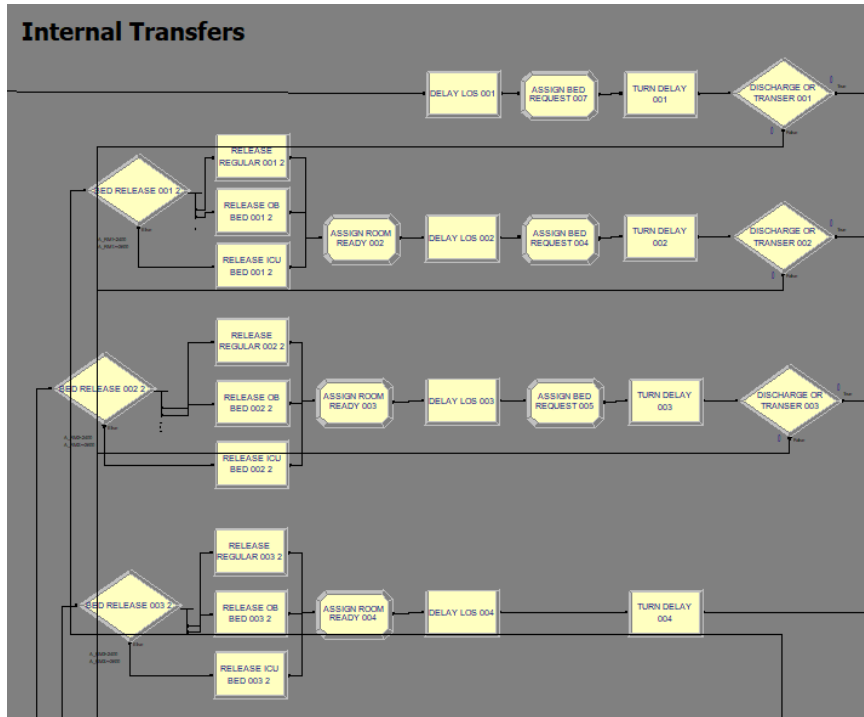 Internal Transfers
DELAY LOS 001
ASSIGN BED
REQUEST 007
TURN DELAY
001
DISCHARGE OR
TRANSER 001
True
False
BED RELEASE 001 2
Else
RELEASE
REGULAR 001 2
RELEASE OB
BED 001 2
RELEASE ICU
BED 001 2
ASSIGN ROOM
READY 002
DELAY LOS 002
ASSIGN BED
REQUEST 004
TURN DELAY
002
DISCHARGE OR
TRANSER 002
True
False
BED RELEASE 002 2
Else
RELEASE
REGULAR 002 2
RELEASE OB
BED 002 2
RELEASE ICU
BED 002 2
ASSIGN ROOM
READY 003
DELAY LOS 003
ASSIGN BED
REQUEST 005
TURN DELAY
003
DISCHARGE OR
TRANSER 003
True
False
BED RELEASE 003 2
Else
RELEASE
REGULAR 003 2
RELEASE OB
BED 003 2
RELEASE ICU
BED 003 2
ASSIGN ROOM
READY 004
DELAY LOS 004
TURN DELAY
004